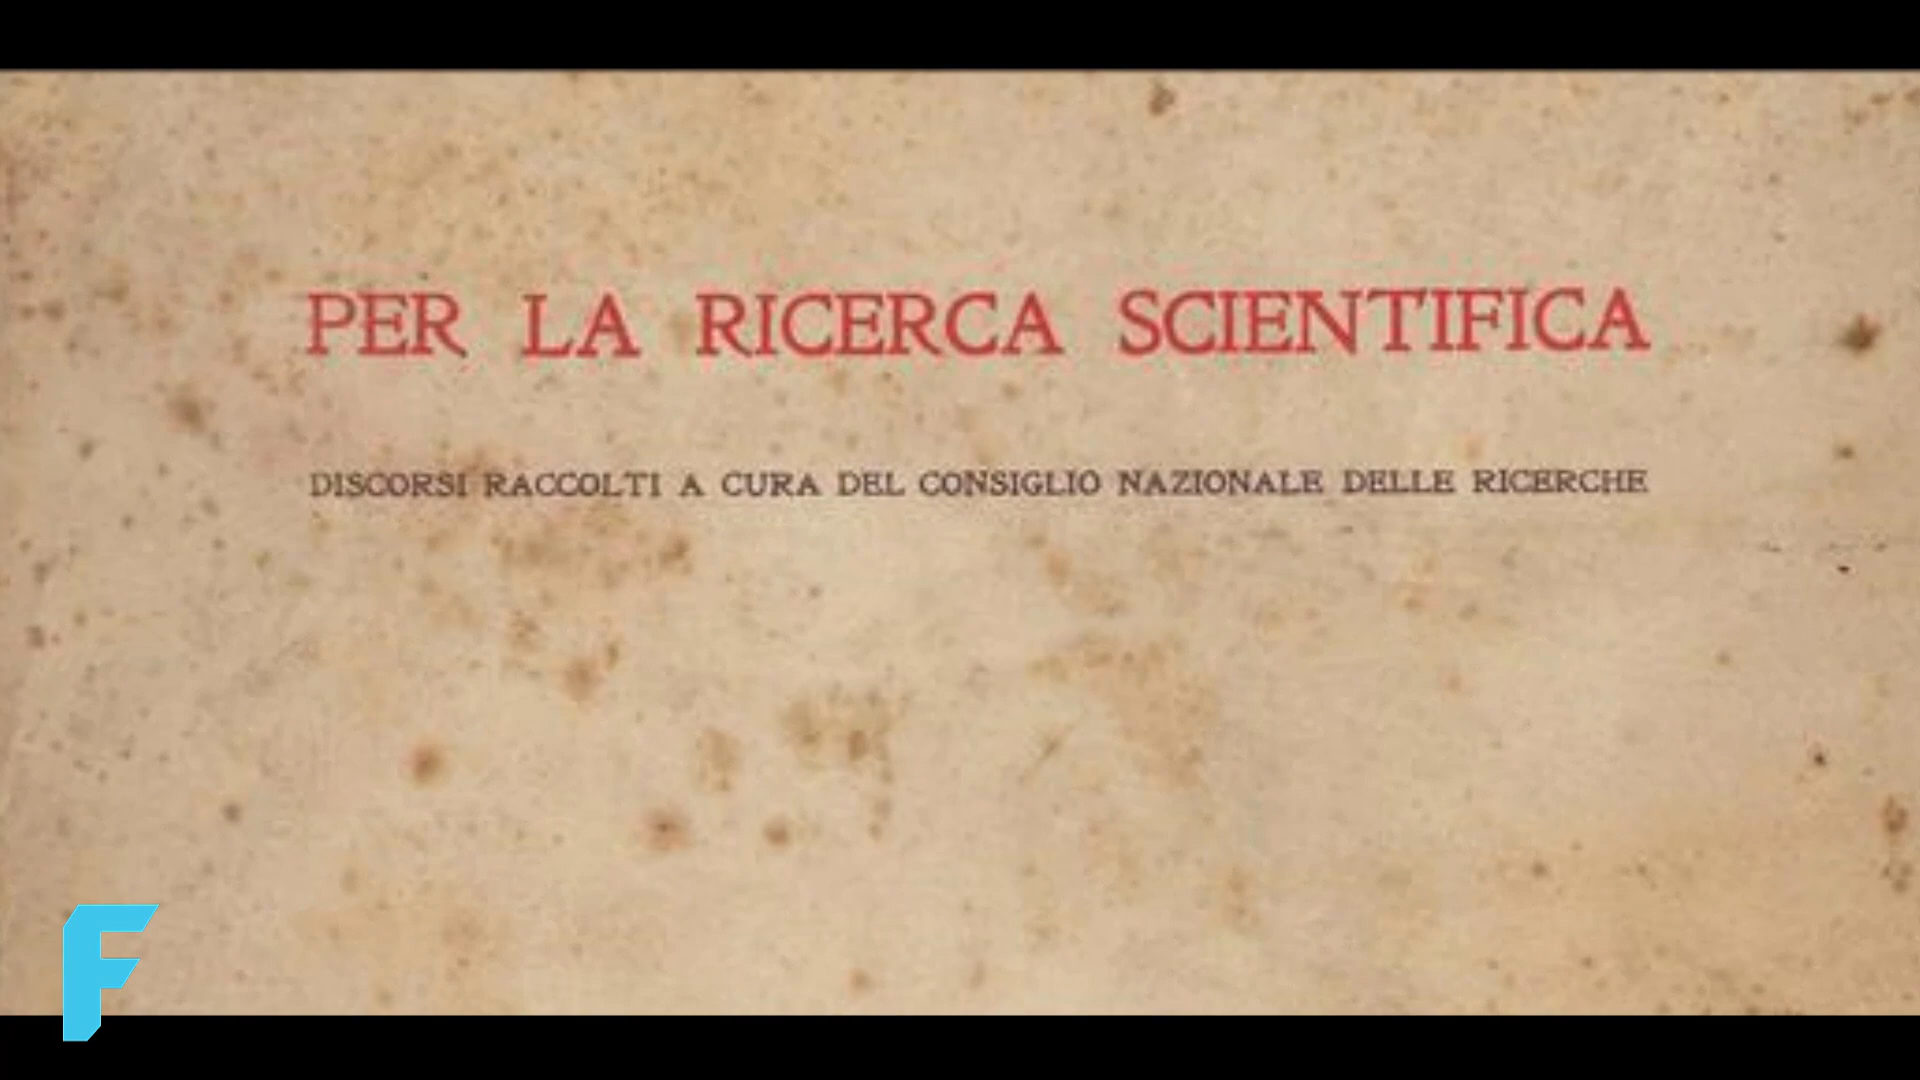 PER LA RICERCA SCIENTIFICA
DISCORSI RACCOLTI A CURA DEL CONSIGLIO NAZIONALE DELLE RICERCHE
F